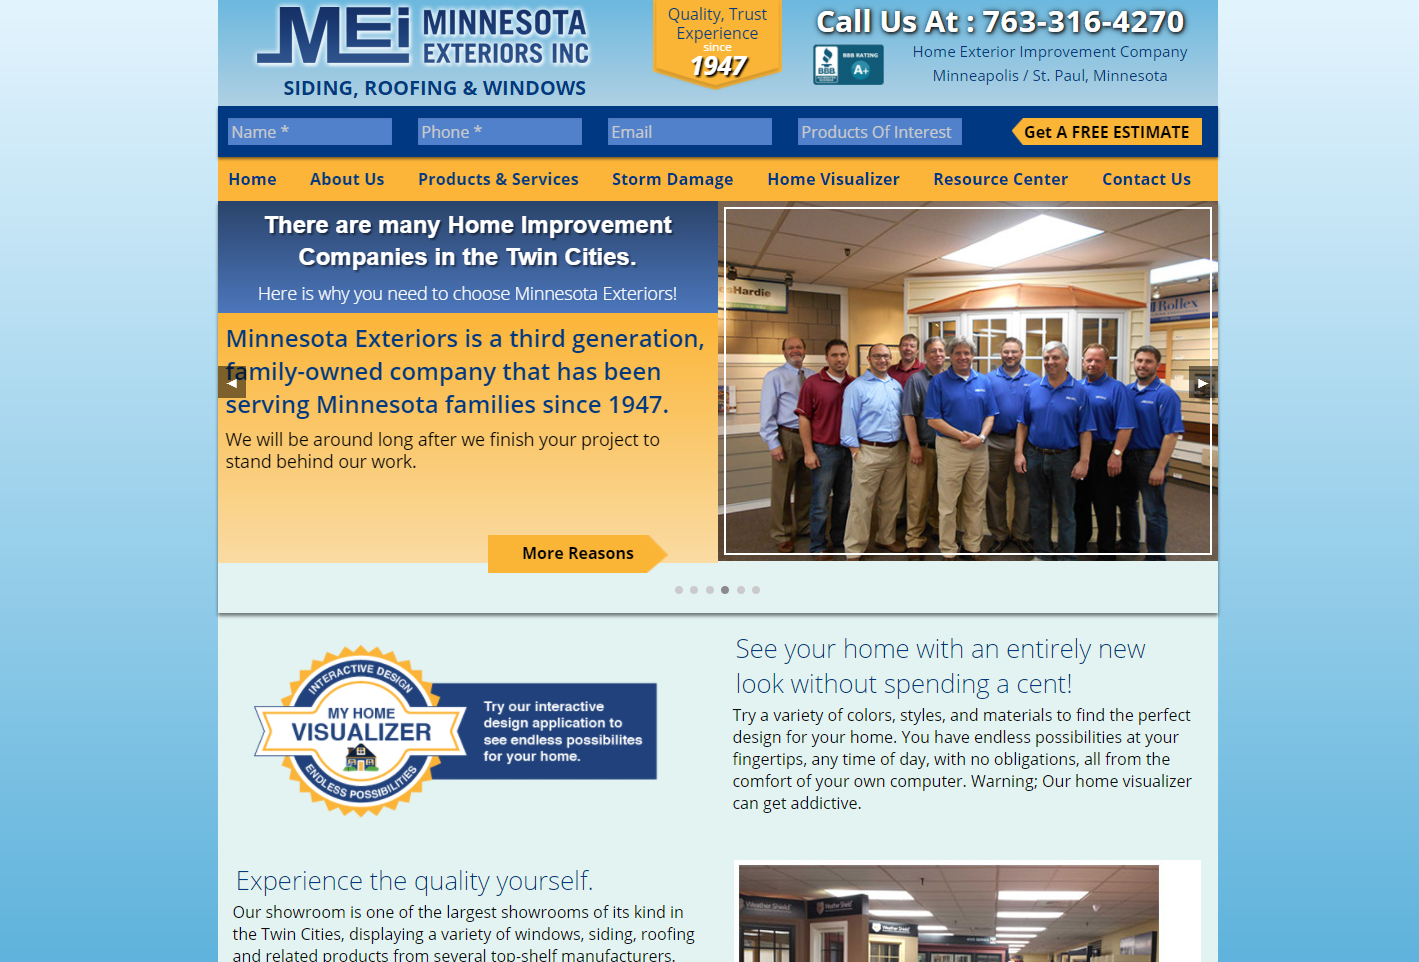 MEi MINNESOTA
EXTERIORS INC
SIDING, ROOFING & WINDOWS
Quality, Trust
Experience
since
1947
Call Us At : 763-316-4270
BBB
BBB RATING
A+
Home Exterior Improvement Company
Minneapolis / St. Paul, Minnesota
Name *
Phone *
Email
Products Of Interest
Get A FREE ESTIMATE
Home
About Us
Products & Services
Storm Damage
Home Visualizer
Resource Center
Contact Us
There are many Home Improvement
Companies in the Twin Cities.
Here is why you need to choose Minnesota Exteriors!
Minnesota Exteriors is a third generation,
family-owned company that has been
serving Minnesota families since 1947.
We will be around long after we finish your project to
stand behind our work.
More Reasons
sHardie
Rollex
INTERACTIVE DESIGN
MY HOME
VISUALIZER
ENDLESS POSSIBILITIES
Try our interactive
design application to
see endless possibilites
for your home.
See your home with an entirely new
look without spending a cent!
Try a variety of colors, styles, and materials to find the perfect
design for your home. You have endless possibilities at your
fingertips, any time of day, with no obligations, all from the
comfort of your own computer. Warning; Our home visualizer
can get addictive.
Experience the quality yourself.
Our showroom is one of the largest showrooms of its kind in
the Twin Cities, displaying a variety of windows, siding, roofing
and related products from several top-shelf manufacturers.
Weather Shield
Weather Shield
Weather Shield